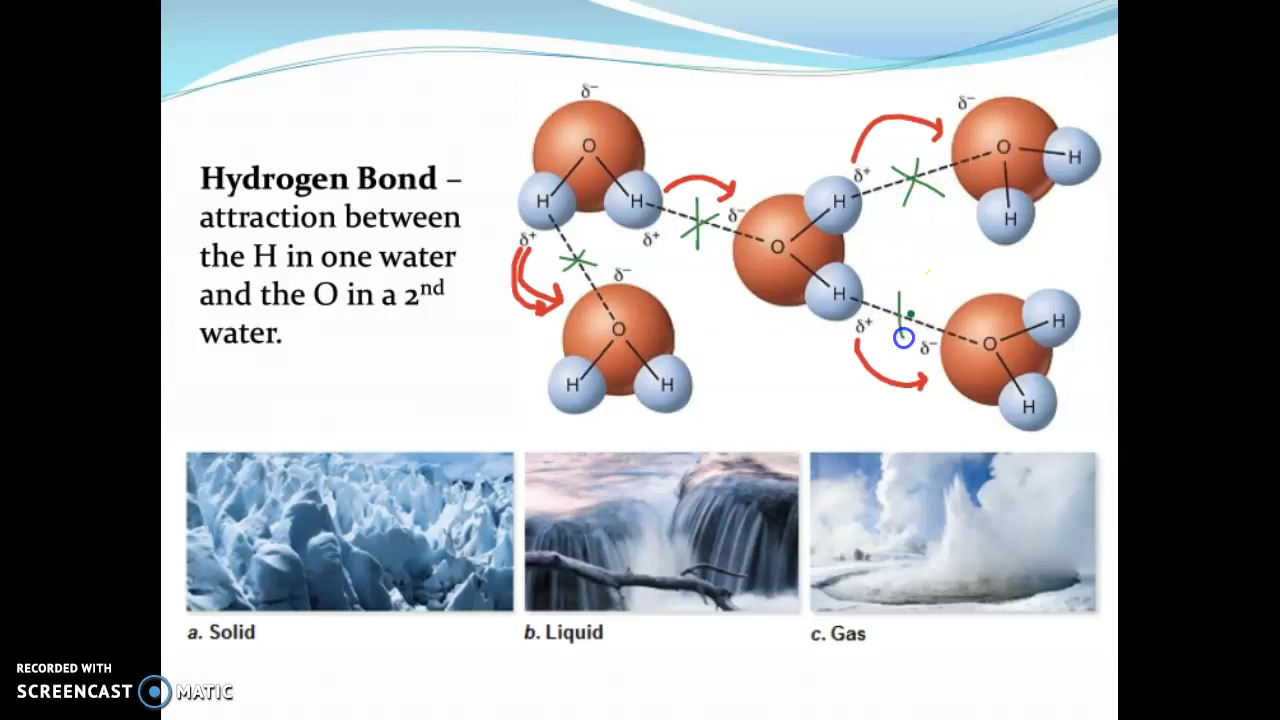 Hydrogen Bond –
attraction between
the H in one water
and the O in a 2nd
water.
δ–
O
H
H
δ+
δ+
δ–
O
H
H
δ–
O
H
H
δ+
δ+
δ–
O
H
H
δ–
O
H
H
a. Solid
b. Liquid
c. Gas
RECORDED WITH
SCREENCAST MATIC